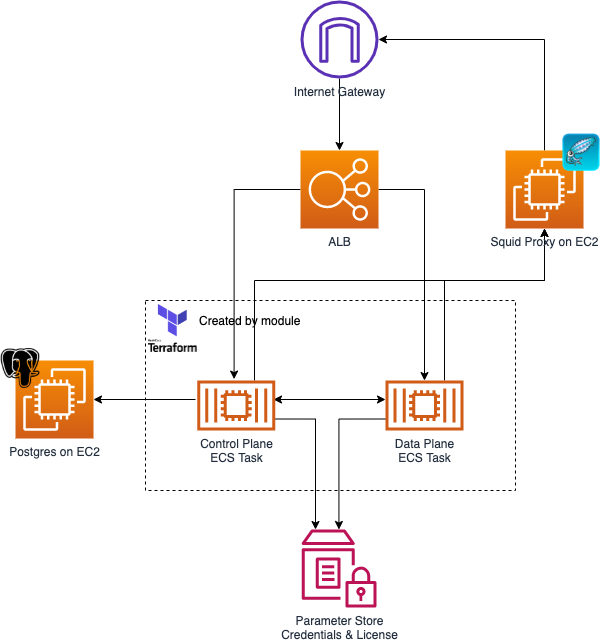 Internet Gateway
ALB
Squid Proxy on EC2
Created by module
Terraform
Control Plane
ECS Task
Data Plane
ECS Task
Postgres on EC2
Parameter Store
Credentials & License